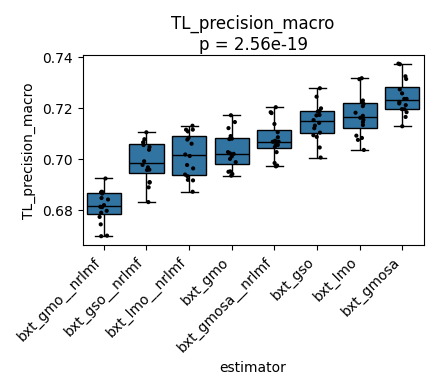 TL_precision_macro
p = 2.56e-19
TL_precision_macro
0.74
0.72
0.70
0.68
bxt_gmo__nrlmf
bxt_gso__nrlmf
bxt_lmo__nrlmf
bxt_gmo
bxt_gmosa__nrlmf
bxt_gso
bxt_lmo
bxt_gmosa
estimator